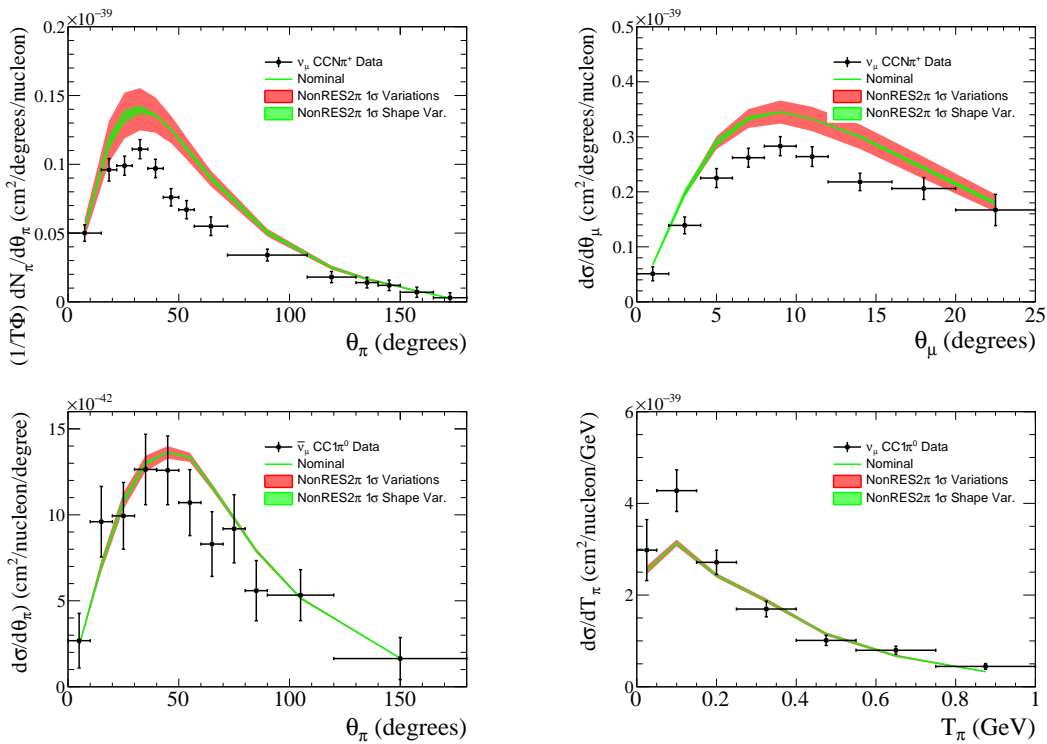 ×10⁻³⁹
(1/TΦ) dN_π/dθ_π (cm²/degrees/nucleon)
0.2
0.15
0.1
0.05
0
ν_μ CCNπ⁺ Data
Nominal
NonRES2π 1σ Variations
NonRES2π 1σ Shape Var.
0 50 100 150
θ_π (degrees)
×10⁻³⁹
dσ/dθ_μ (cm²/degrees/nucleon)
0.5
0.4
0.3
0.2
0.1
0
ν_μ CCNπ⁺ Data
Nominal
NonRES2π 1σ Variations
NonRES2π 1σ Shape Var.
0 5 10 15 20 25
θ_μ (degrees)
×10⁻⁴²
dσ/dθ_π) (cm²/nucleon/degree)
15
10
5
0
ν̅_μ CC1π⁰ Data
Nominal
NonRES2π 1σ Variations
NonRES2π 1σ Shape Var.
0 50 100 150
θ_π (degrees)
×10⁻³⁹
dσ/dT_π (cm²/nucleon/GeV)
6
4
2
0
ν_μ CC1π⁰ Data
Nominal
NonRES2π 1σ Variations
NonRES2π 1σ Shape Var.
0 0.2 0.4 0.6 0.8 1
T_π (GeV)